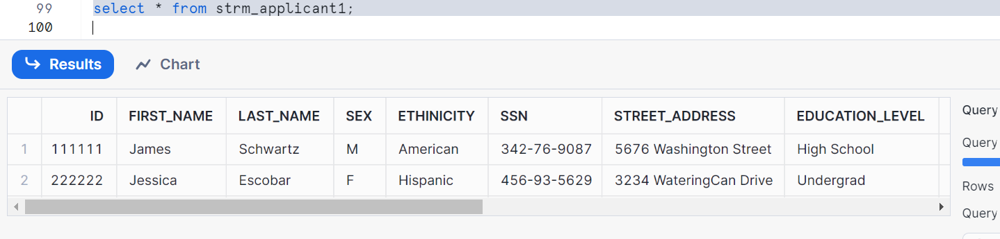 99 select * from strm_applicant1;
100
Results Chart
ID FIRST_NAME LAST_NAME SEX ETHINICITY SSN STREET_ADDRESS EDUCATION_LEVEL
1 111111 James Schwartz M American 342-76-9087 5676 Washington Street High School
2 222222 Jessica Escobar F Hispanic 456-93-5629 3234 WateringCan Drive Undergrad
Query
Query
Rows
Query